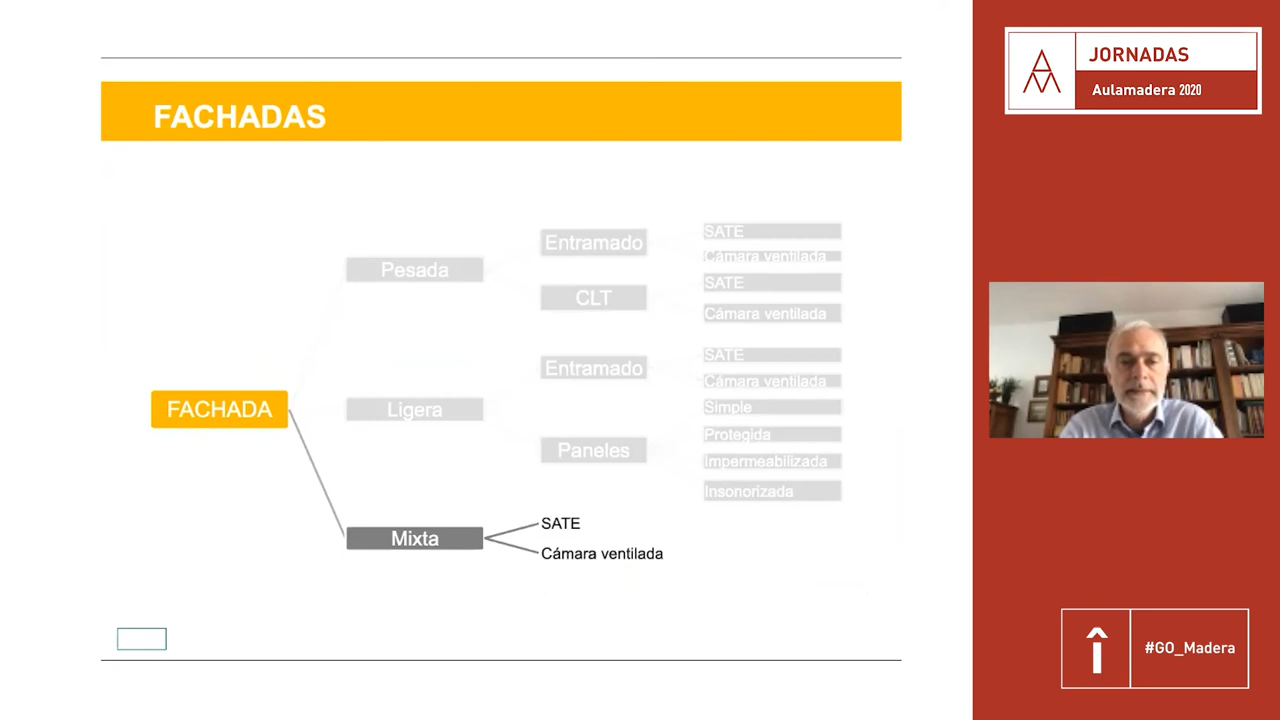 FACHADAS
FACHADA
Pesada
Entramado
SATE
Cámara ventilada
CLT
SATE
Cámara ventilada
Ligera
Entramado
SATE
Cámara ventilada
Paneles
Simple
Protegida
Impermeabilizada
Insonorizada
Mixta
SATE
Cámara ventilada
JORNADAS
Aulamadera 2020
#GO_Madera